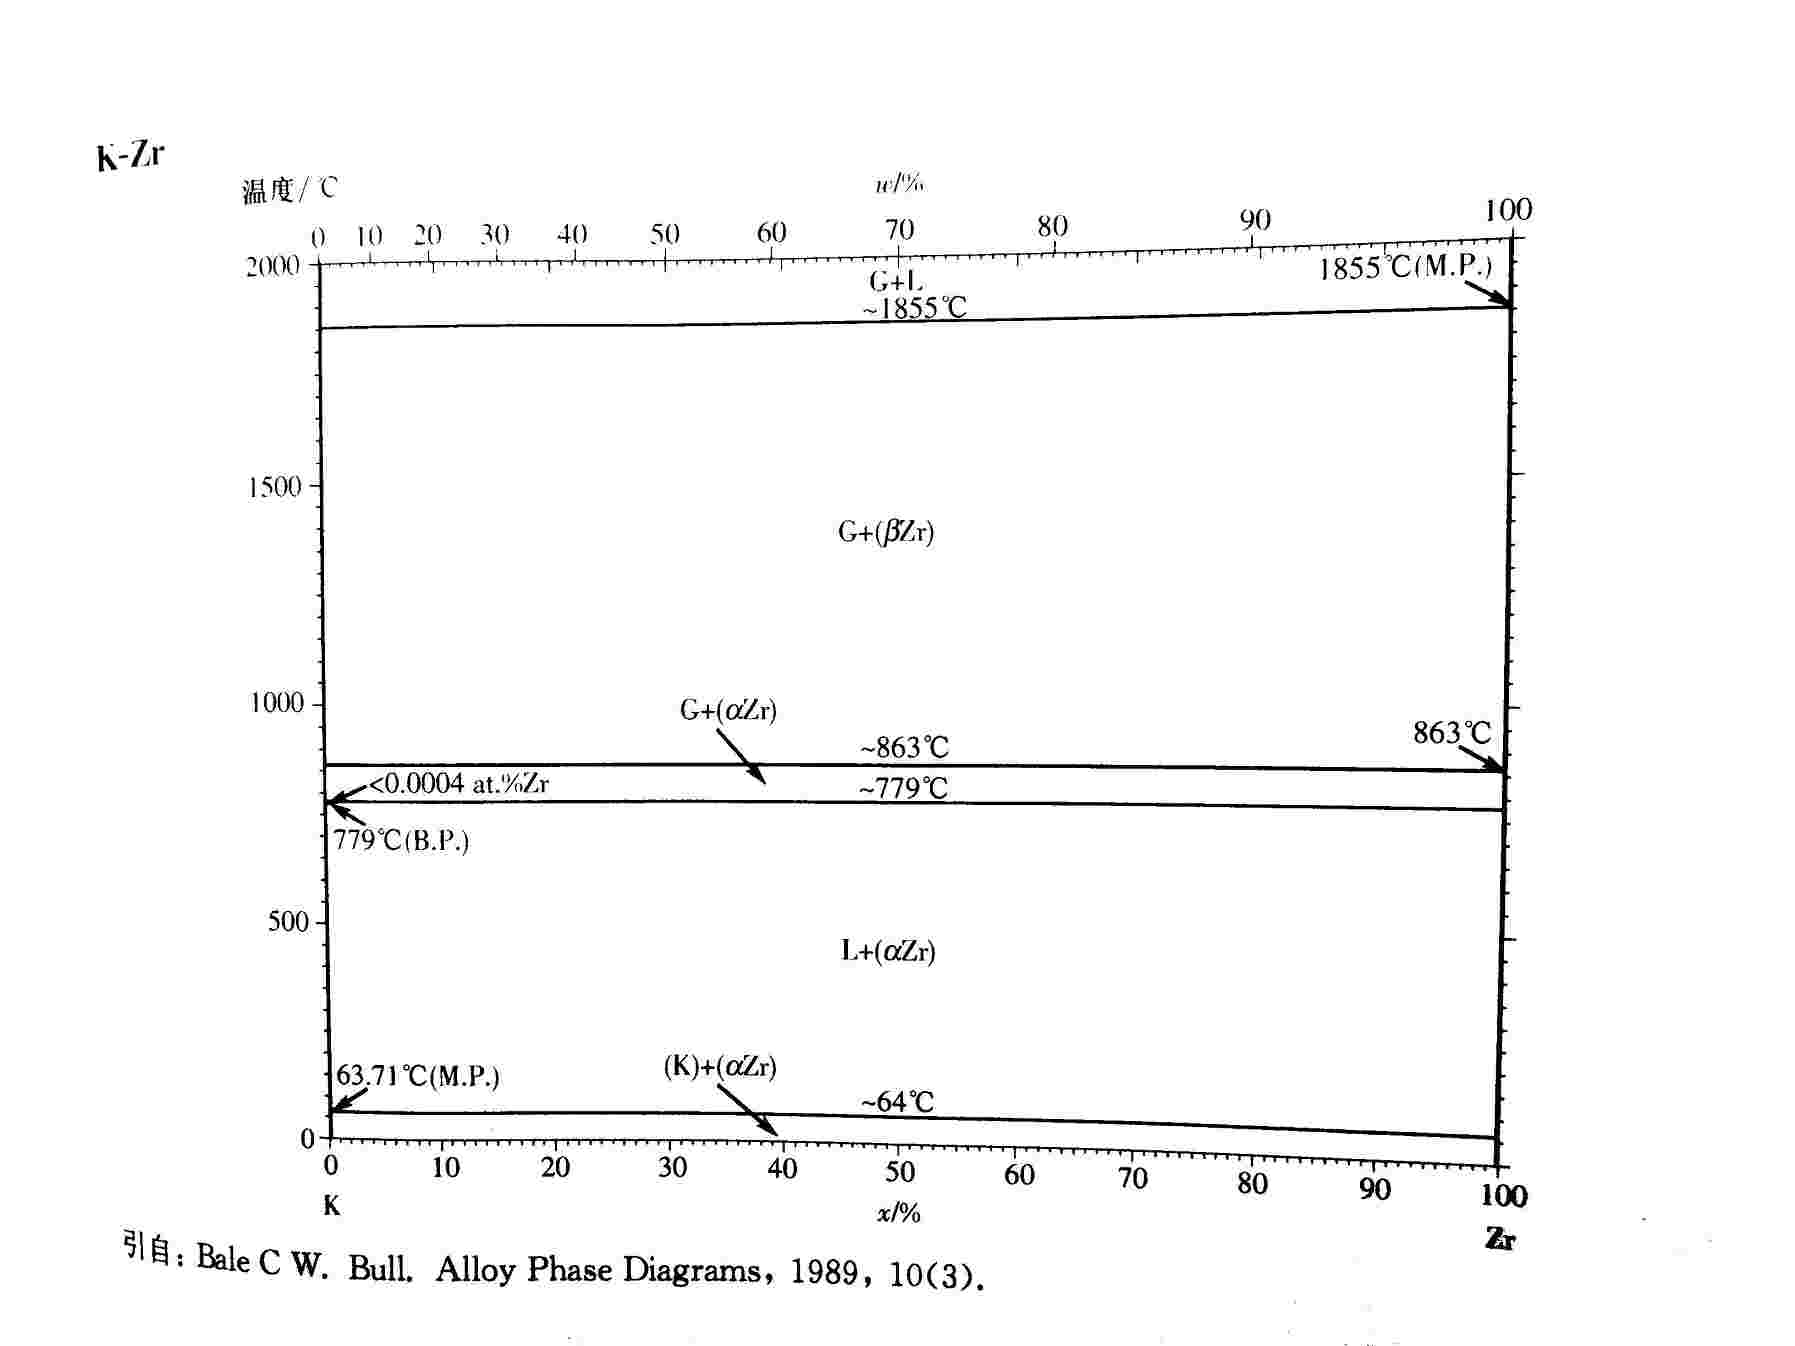 K-Zr
温度/℃
w/%
0 10 20 30 40 50 60 70 80 90 100
2000
G+L
1855℃(M.P.)
~1855℃
1500
G+(βZr)
1000
G+(αZr)
863℃
~863℃
<0.0004 at.%Zr
~779℃
779℃(B.P.)
500
L+(αZr)
(K)+(αZr)
63.71℃(M.P.)
~64℃
0
0 10 20 30 40 50 60 70 80 90 100
K
x/%
Zr
引自: Bale C W. Bull. Alloy Phase Diagrams, 1989, 10(3).